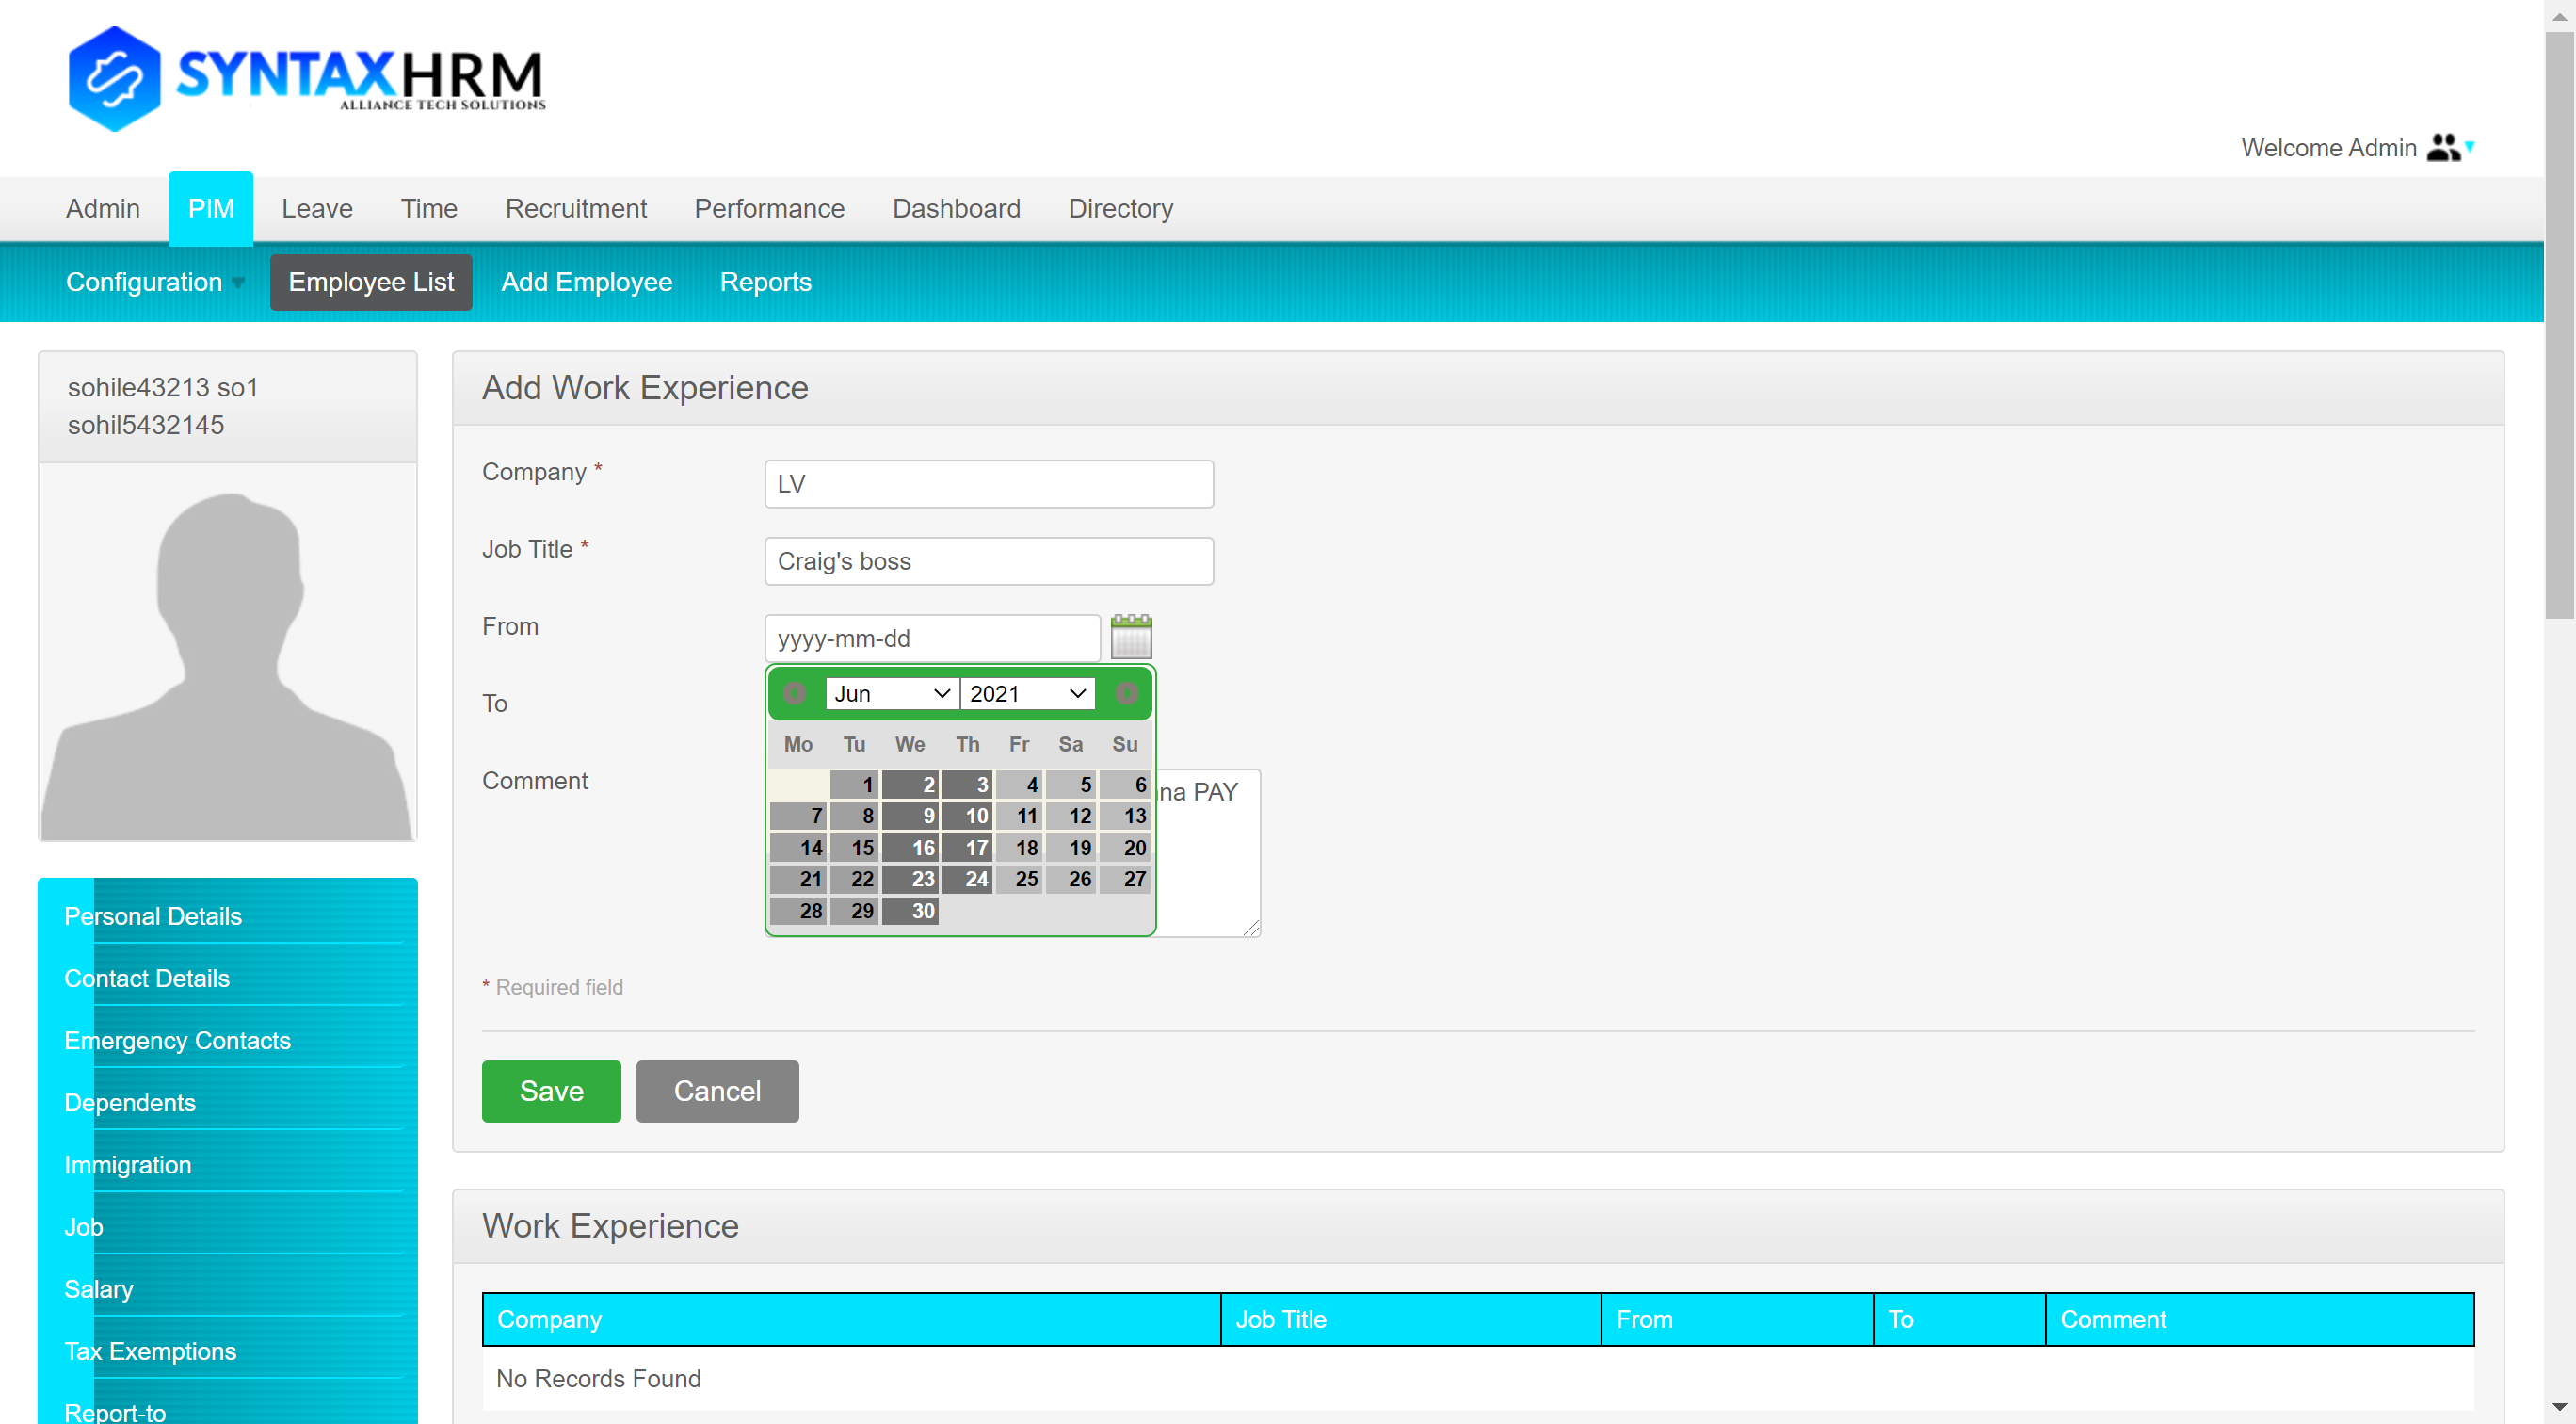 SYNTAXHRM
ALLIANCE TECH SOLUTIONS
Welcome Admin
Admin PIM Leave Time Recruitment Performance Dashboard Directory
Configuration Employee List Add Employee Reports
sohile43213 so1
sohil5432145
Personal Details
Contact Details
Emergency Contacts
Dependents
Immigration
Job
Salary
Tax Exemptions
Report-to
Add Work Experience
Company * LV
Job Title * Craig's boss
From yyyy-mm-dd
To
Jun 2021
Mo Tu We Th Fr Sa Su
1 2 3 4 5 6
7 8 9 10 11 12 13
14 15 16 17 18 19 20
21 22 23 24 25 26 27
28 29 30
Comment PAY
* Required field
Save Cancel
Work Experience
Company Job Title From To Comment
No Records Found